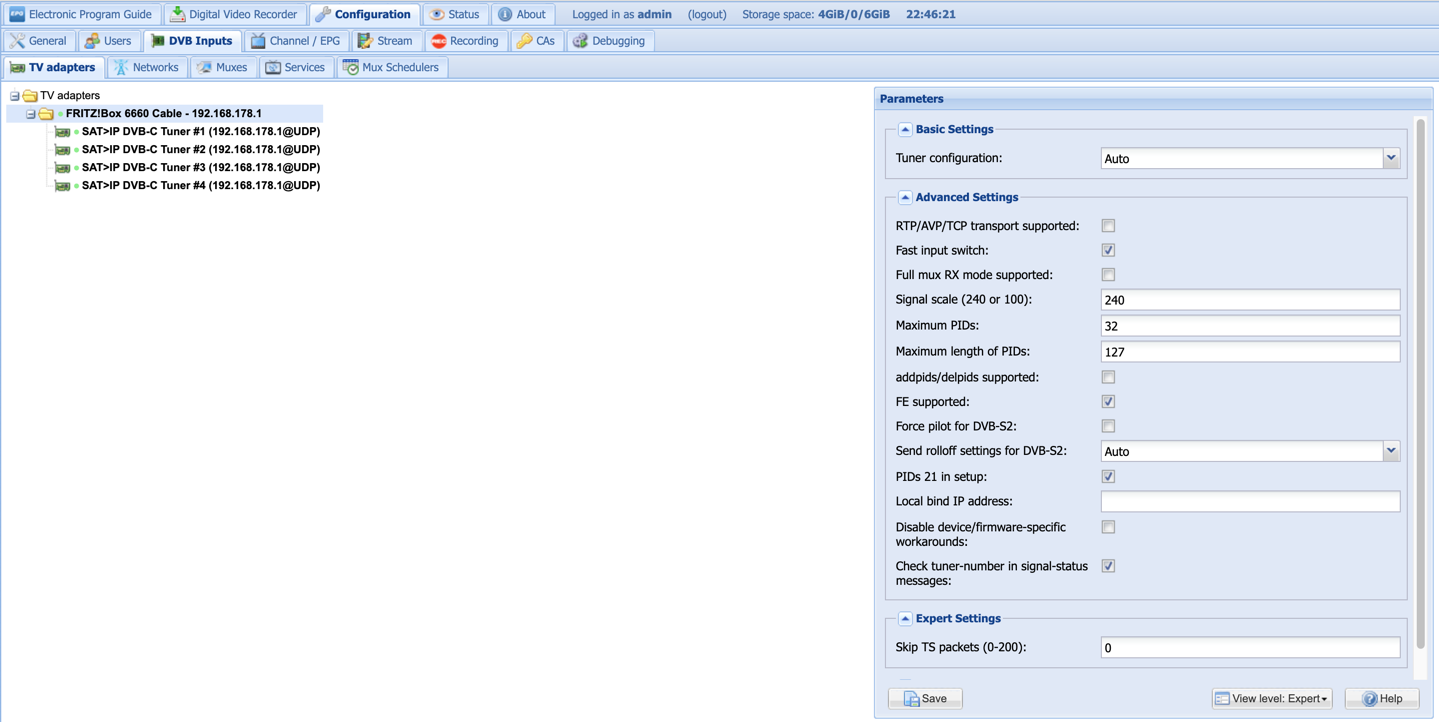 EPG Electronic Program Guide Digital Video Recorder Configuration Status About Logged in as admin (logout) Storage space: 4GiB/0/6GiB 22:46:21
General Users DVB Inputs Channel / EPG Stream REC Recording CAs Debugging
TV adapters Networks Muxes Services Mux Schedulers
TV adapters
FRITZ!Box 6660 Cable - 192.168.178.1
SAT>IP DVB-C Tuner #1 (192.168.178.1@UDP)
SAT>IP DVB-C Tuner #2 (192.168.178.1@UDP)
SAT>IP DVB-C Tuner #3 (192.168.178.1@UDP)
SAT>IP DVB-C Tuner #4 (192.168.178.1@UDP)
Parameters
Basic Settings
Tuner configuration: Auto
Advanced Settings
RTP/AVP/TCP transport supported:
Fast input switch:
Full mux RX mode supported:
Signal scale (240 or 100): 240
Maximum PIDs: 32
Maximum length of PIDs: 127
addpids/delpids supported:
FE supported:
Force pilot for DVB-S2:
Send rolloff settings for DVB-S2: Auto
PIDs 21 in setup:
Local bind IP address:
Disable device/firmware-specific
workarounds:
Check tuner-number in signal-status
messages:
Expert Settings
Skip TS packets (0-200): 0
Save View level: Expert Help